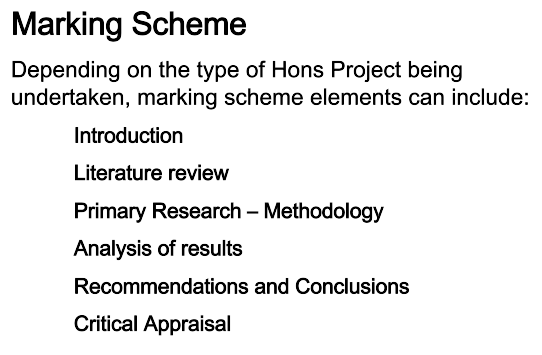 Marking Scheme
Depending on the type of Hons Project being
undertaken, marking scheme elements can include:
Introduction
Literature review
Primary Research – Methodology
Analysis of results
Recommendations and Conclusions
Critical Appraisal